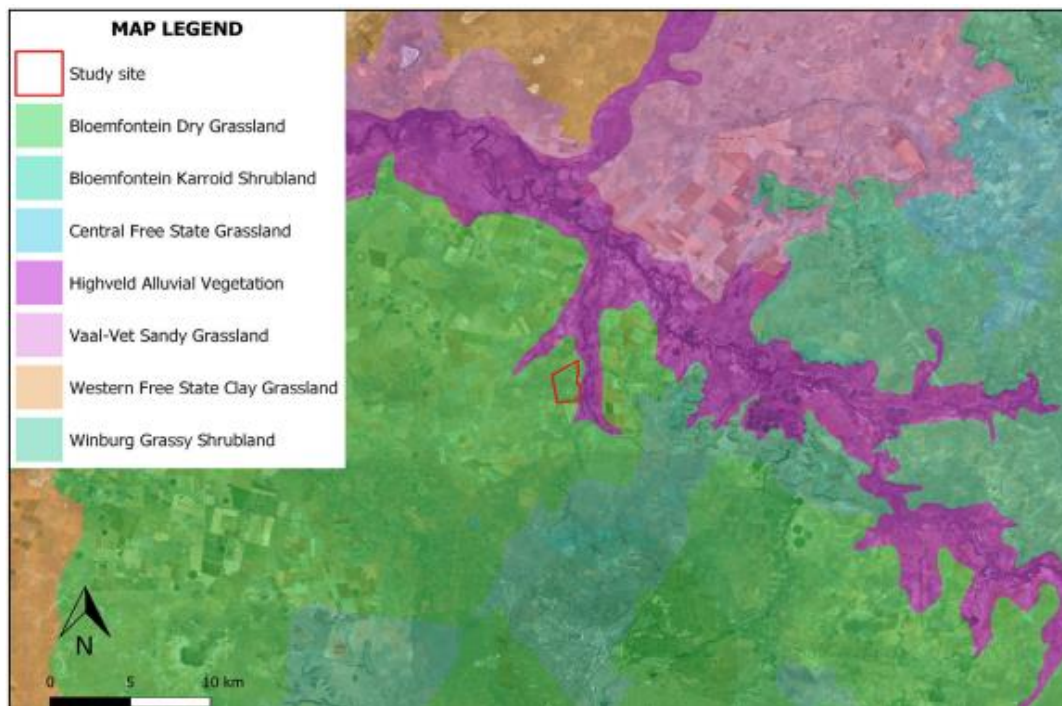 MAP LEGEND
Study site
Bloemfontein Dry Grassland
Bloemfontein Karroid Shrubland
Central Free State Grassland
Highveld Alluvial Vegetation
Vaal-Vet Sandy Grassland
Western Free State Clay Grassland
Winburg Grassy Shrubland
N
0 5 10 km